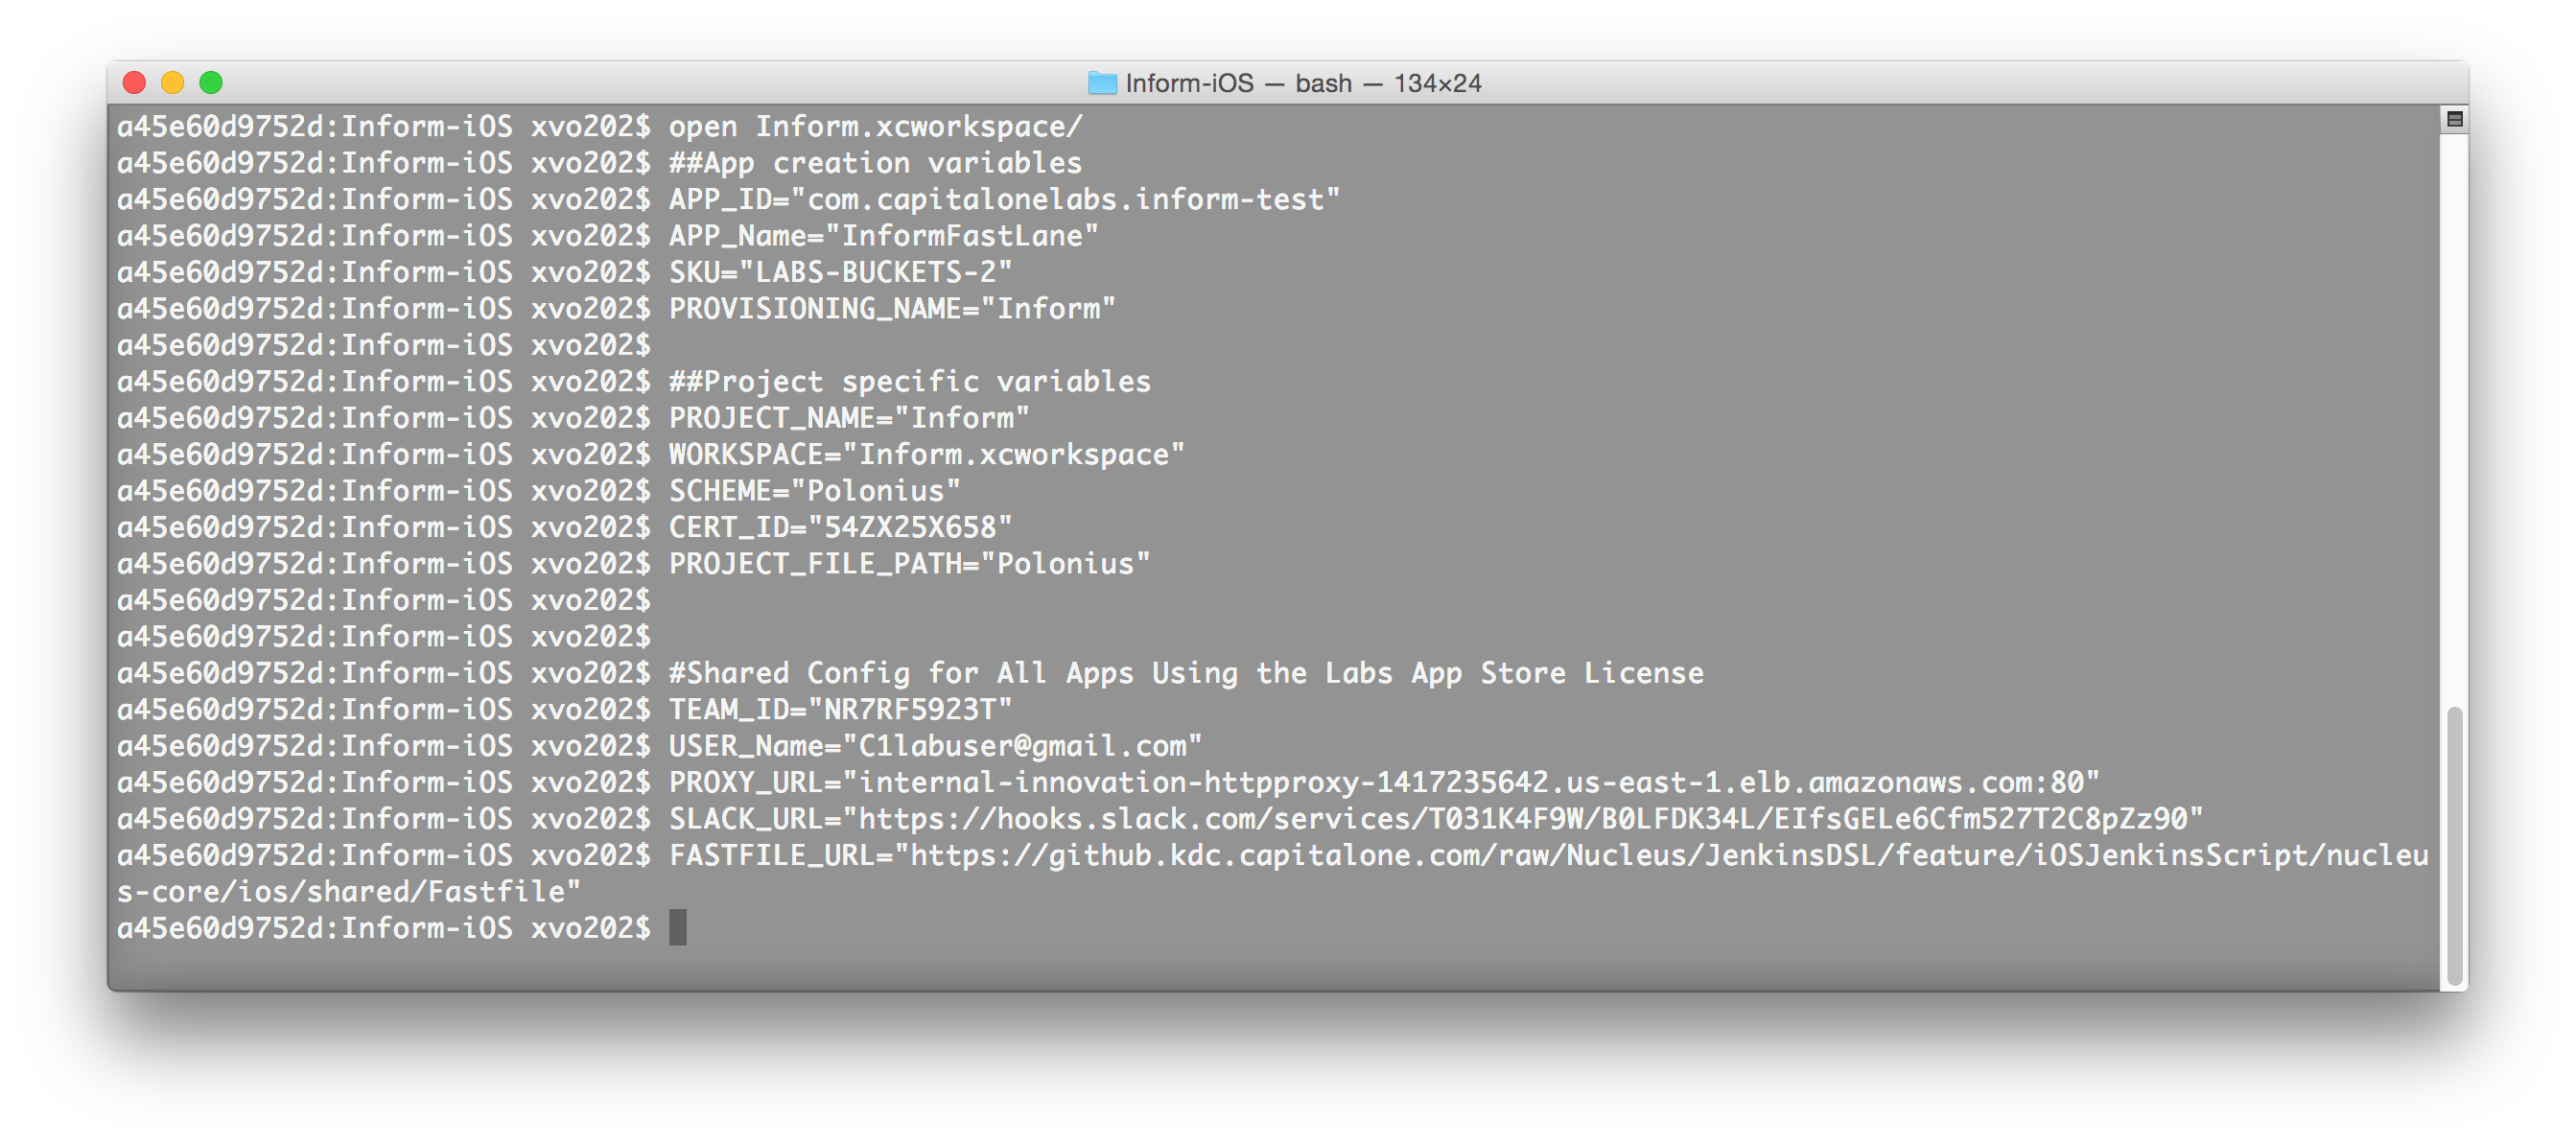 Inform-iOS — bash — 134×24
a45e60d9752d:Inform-iOS xvo202$ open Inform.xcworkspace/
a45e60d9752d:Inform-iOS xvo202$ ##App creation variables
a45e60d9752d:Inform-iOS xvo202$ APP_ID="com.capitalonelabs.inform-test"
a45e60d9752d:Inform-iOS xvo202$ APP_Name="InformFastLane"
a45e60d9752d:Inform-iOS xvo202$ SKU="LABS-BUCKETS-2"
a45e60d9752d:Inform-iOS xvo202$ PROVISIONING_NAME="Inform"
a45e60d9752d:Inform-iOS xvo202$
a45e60d9752d:Inform-iOS xvo202$ ##Project specific variables
a45e60d9752d:Inform-iOS xvo202$ PROJECT_NAME="Inform"
a45e60d9752d:Inform-iOS xvo202$ WORKSPACE="Inform.xcworkspace"
a45e60d9752d:Inform-iOS xvo202$ SCHEME="Polonius"
a45e60d9752d:Inform-iOS xvo202$ CERT_ID="54ZX25X658"
a45e60d9752d:Inform-iOS xvo202$ PROJECT_FILE_PATH="Polonius"
a45e60d9752d:Inform-iOS xvo202$
a45e60d9752d:Inform-iOS xvo202$
a45e60d9752d:Inform-iOS xvo202$ #Shared Config for All Apps Using the Labs App Store License
a45e60d9752d:Inform-iOS xvo202$ TEAM_ID="NR7RF5923T"
a45e60d9752d:Inform-iOS xvo202$ USER_Name="C1labuser@gmail.com"
a45e60d9752d:Inform-iOS xvo202$ PROXY_URL="internal-innovation-httpproxy-1417235642.us-east-1.elb.amazonaws.com:80"
a45e60d9752d:Inform-iOS xvo202$ SLACK_URL="https://hooks.slack.com/services/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"
a45e60d9752d:Inform-iOS xvo202$ FASTFILE_URL="https://github.kdc.capitalone.com/raw/Nucleus/JenkinsDSL/feature/iOSJenkinsScript/nucleu
s-core/ios/shared/Fastfile"
a45e60d9752d:Inform-iOS xvo202$